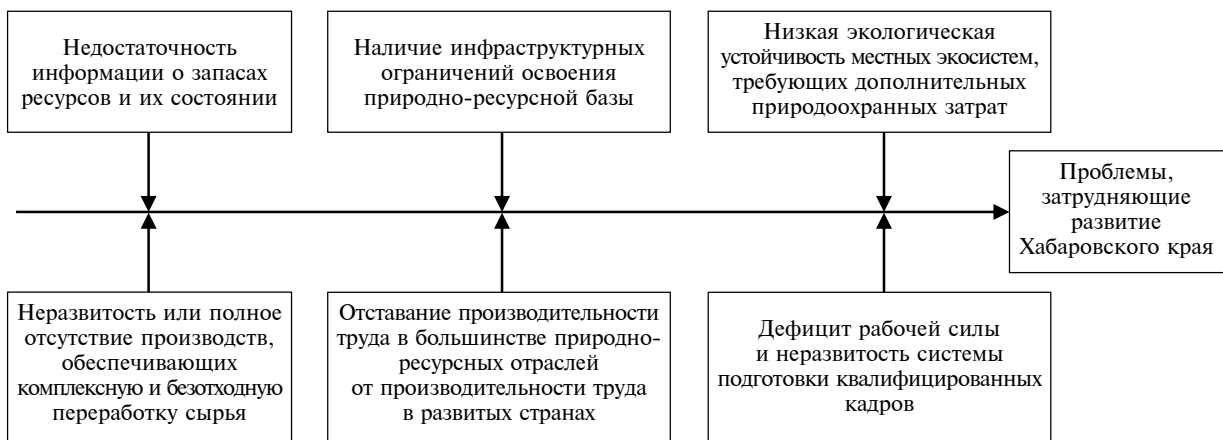 Недостаточность
информации о запасах
ресурсов и их состоянии
Наличие инфраструктурных
ограничений освоения
природно-ресурсной базы
Низкая экологическая
устойчивость местных экосистем,
требующих дополнительных
природоохранных затрат
Проблемы,
затрудняющие
развитие
Хабаровского края
Неразвитость или полное
отсутствие производств,
обеспечивающих
комплексную и безотходную
переработку сырья
Отставание производительности
труда в большинстве природно-
ресурсных отраслей
от производительности труда
в развитых странах
Дефицит рабочей силы
и неразвитость системы
подготовки квалифицированных
кадров